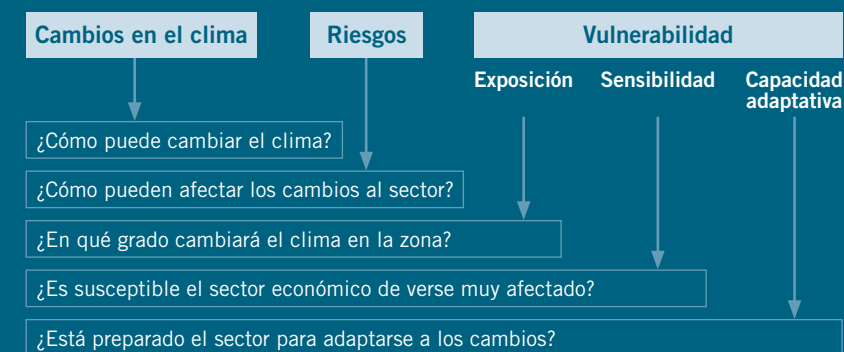 Cambios en el clima
Riesgos
Vulnerabilidad
Exposición
Sensibilidad
Capacidad
adaptativa
¿Cómo puede cambiar el clima?
¿Cómo pueden afectar los cambios al sector?
¿En qué grado cambiará el clima en la zona?
¿Es susceptible el sector económico de verse muy afectado?
¿Está preparado el sector para adaptarse a los cambios?